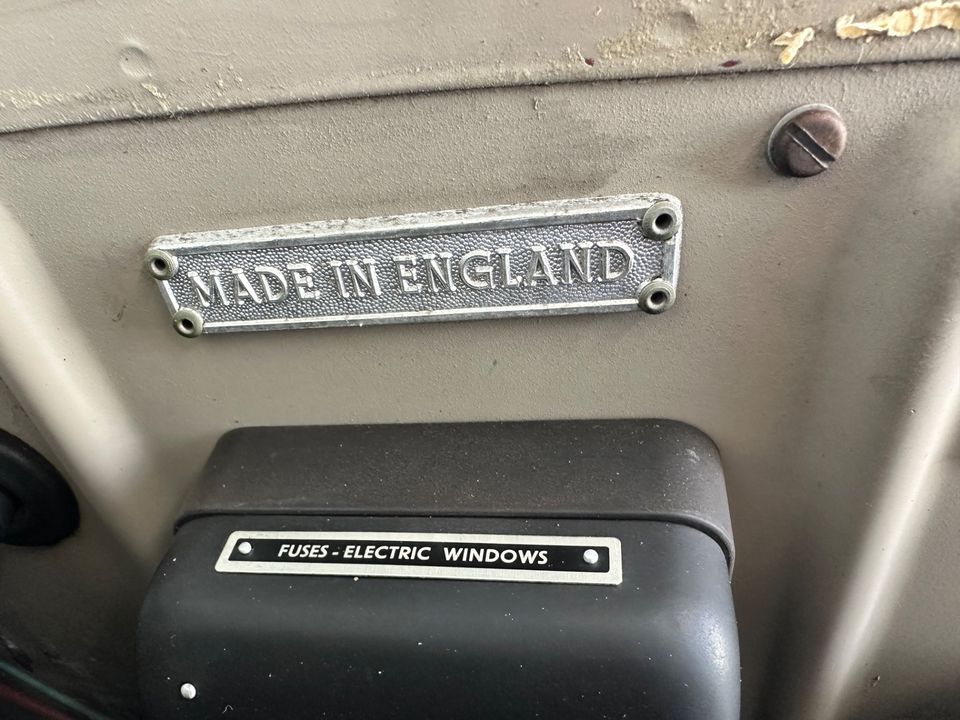 MADE IN ENGLAND
FUSES - ELECTRIC WINDOWS